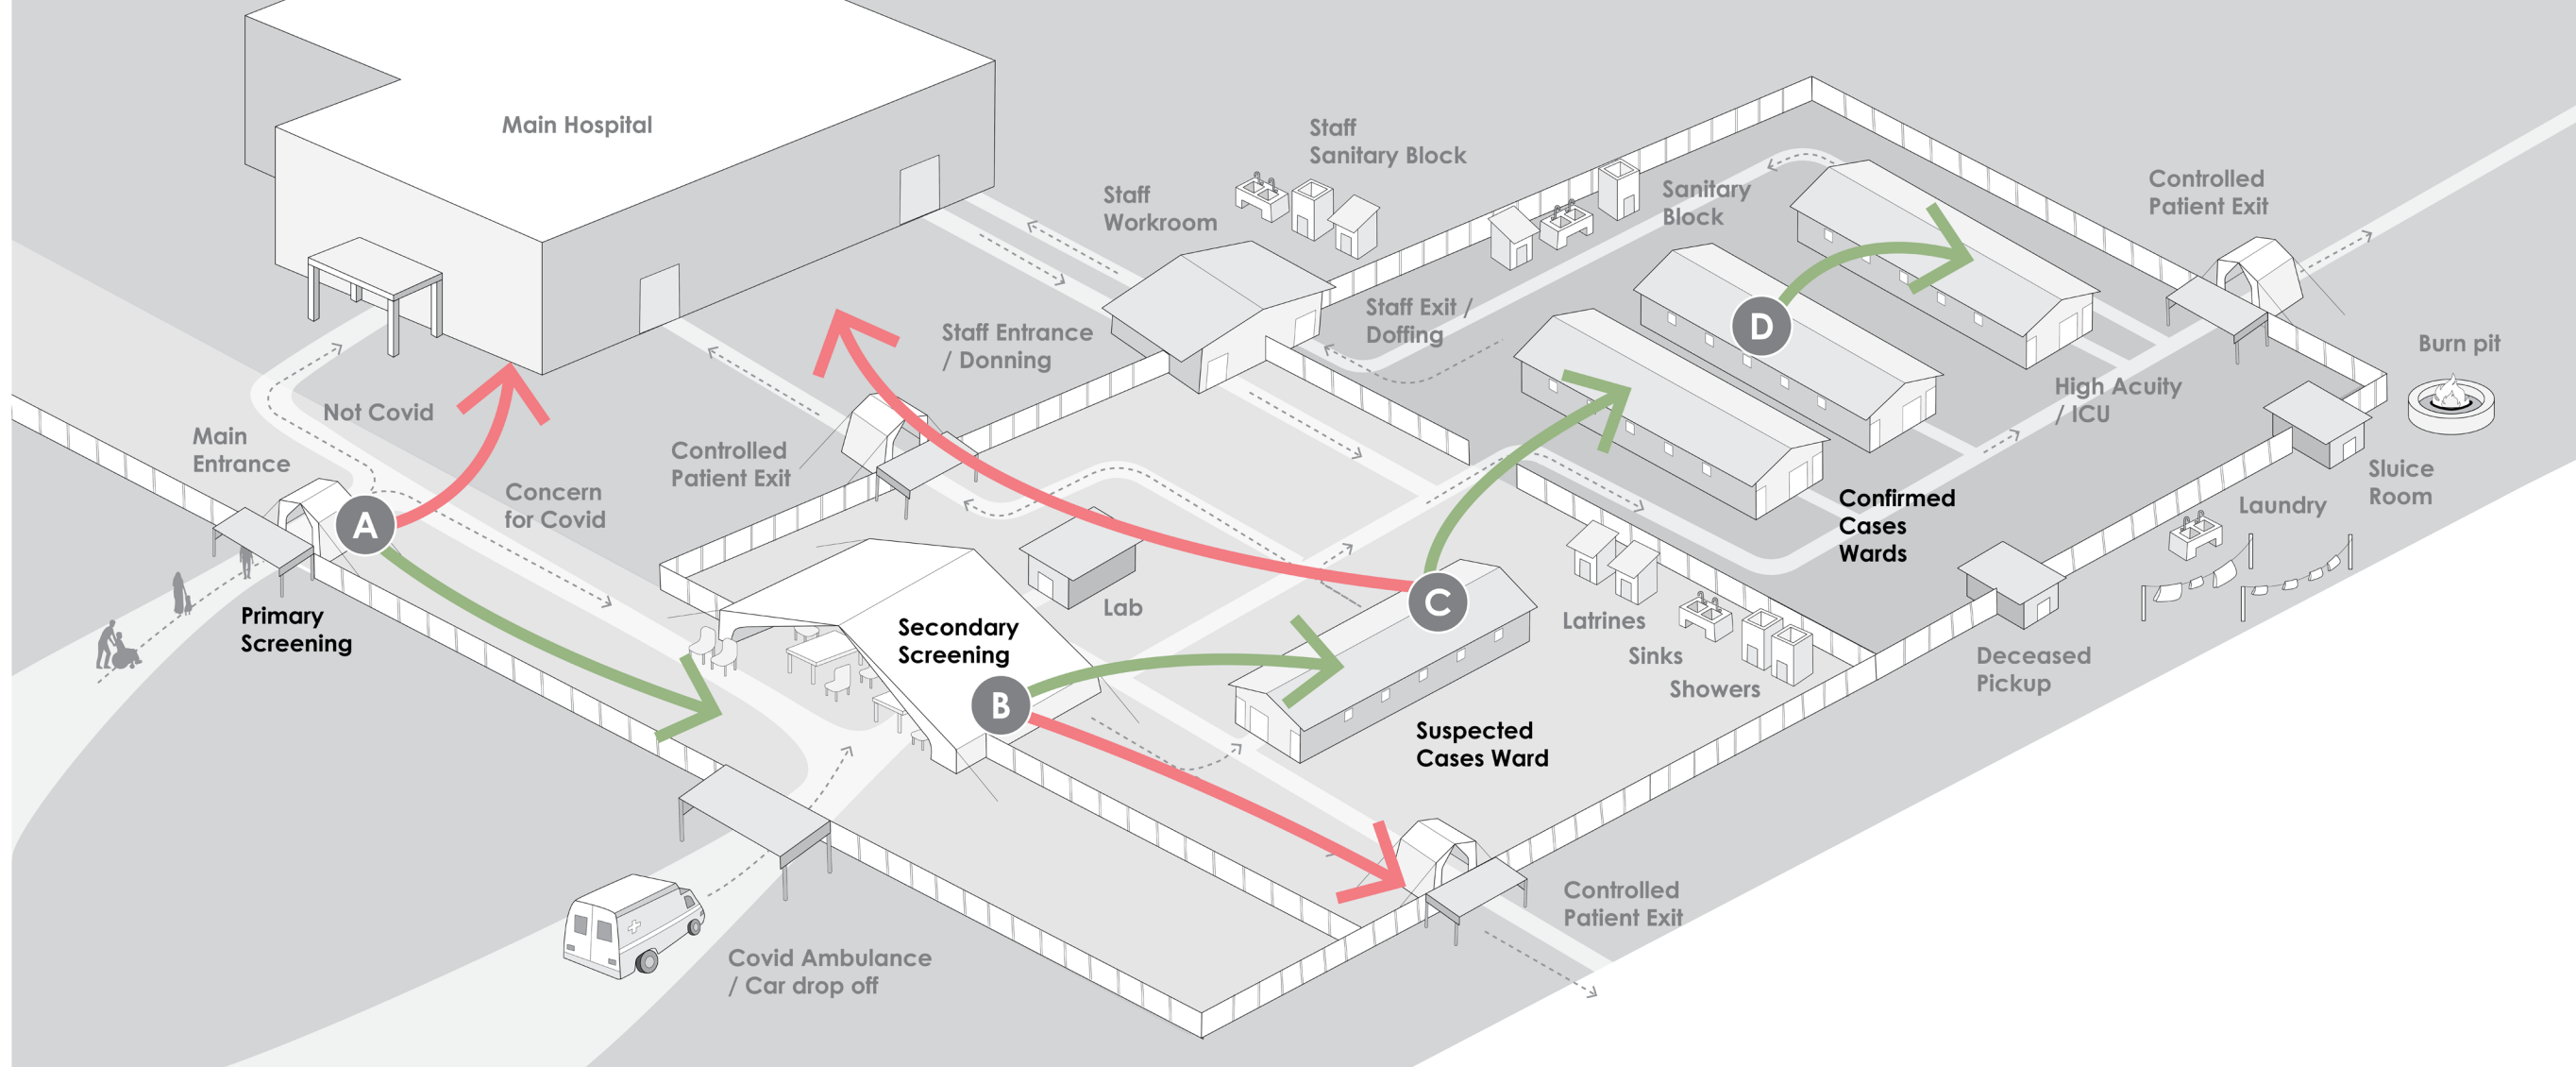 Main Hospital
Staff
Sanitary Block
Staff
Workroom
Sanitary
Block
Controlled
Patient Exit
Staff Exit /
Doffing
Staff Entrance
/ Donning
Burn pit
High Acuity
/ ICU
Not Covid
Main
Entrance
Controlled
Patient Exit
Concern
for Covid
Sluice
Room
Laundry
Confirmed
Cases
Wards
A
B
C
D
Primary
Screening
Secondary
Screening
Lab
Latrines
Sinks
Showers
Deceased
Pickup
Suspected
Cases Ward
Controlled
Patient Exit
Covid Ambulance
/ Car drop off